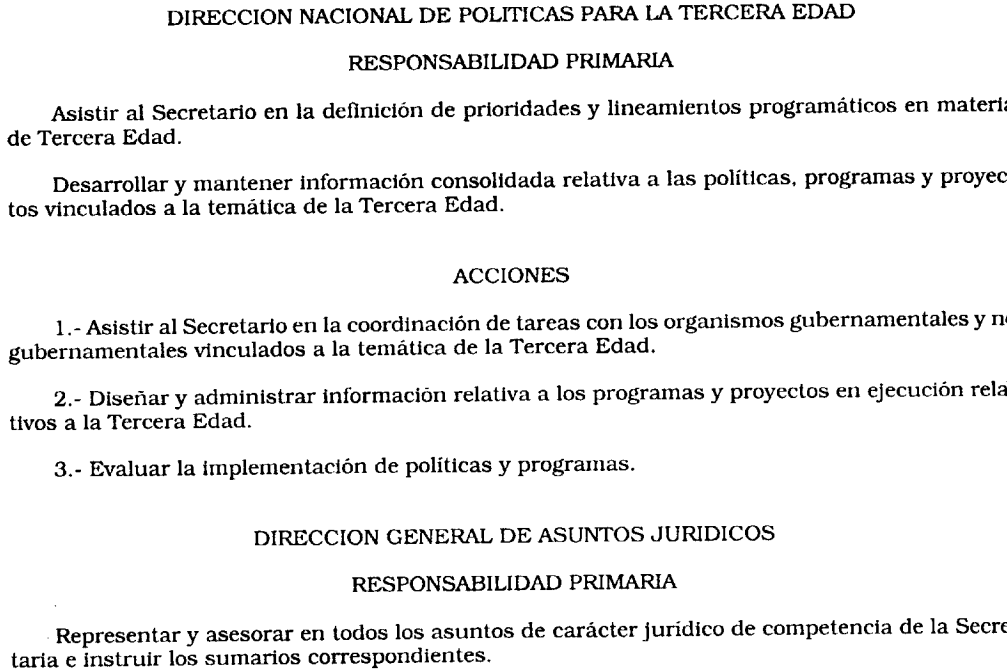 DIRECCION NACIONAL DE POLITICAS PARA LA TERCERA EDAD
RESPONSABILIDAD PRIMARIA
Asistir al Secretario en la definición de prioridades y lineamientos programáticos en materia
de Tercera Edad.
Desarrollar y mantener información consolidada relativa a las políticas, programas y proyec
tos vinculados a la temática de la Tercera Edad.
ACCIONES
1.- Asistir al Secretario en la coordinación de tareas con los organismos gubernamentales y no
gubernamentales vinculados a la temática de la Tercera Edad.
2.- Diseñar y administrar información relativa a los programas y proyectos en ejecución rela
tivos a la Tercera Edad.
3.- Evaluar la implementación de políticas y programas.
DIRECCION GENERAL DE ASUNTOS JURIDICOS
RESPONSABILIDAD PRIMARIA
Representar y asesorar en todos los asuntos de carácter jurídico de competencia de la Secre
taria e instruir los sumarios correspondientes.